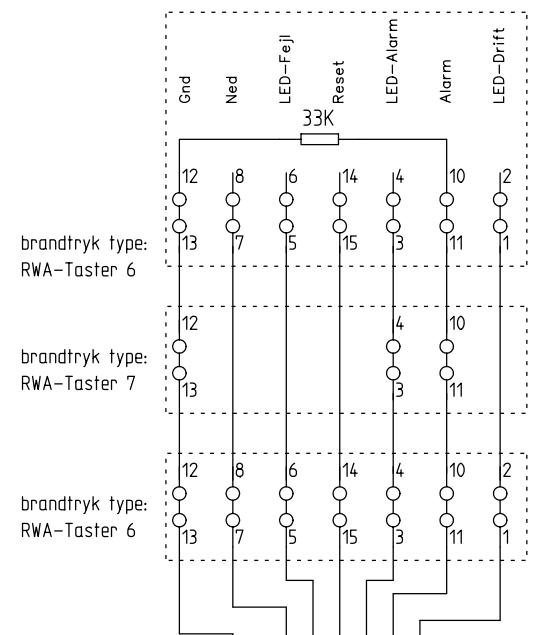 Gnd
Ned
LED-Fejl
Reset
LED-Alarm
Alarm
LED-Drift
33K
12 8 6 14 4 10 2
13 7 5 15 3 11 1
brandtryk type:
RWA-Taster 6
12 4 10
brandtryk type:
RWA-Taster 7
13 3 11
12 8 6 14 4 10 2
brandtryk type:
RWA-Taster 6
13 7 5 15 3 11 1